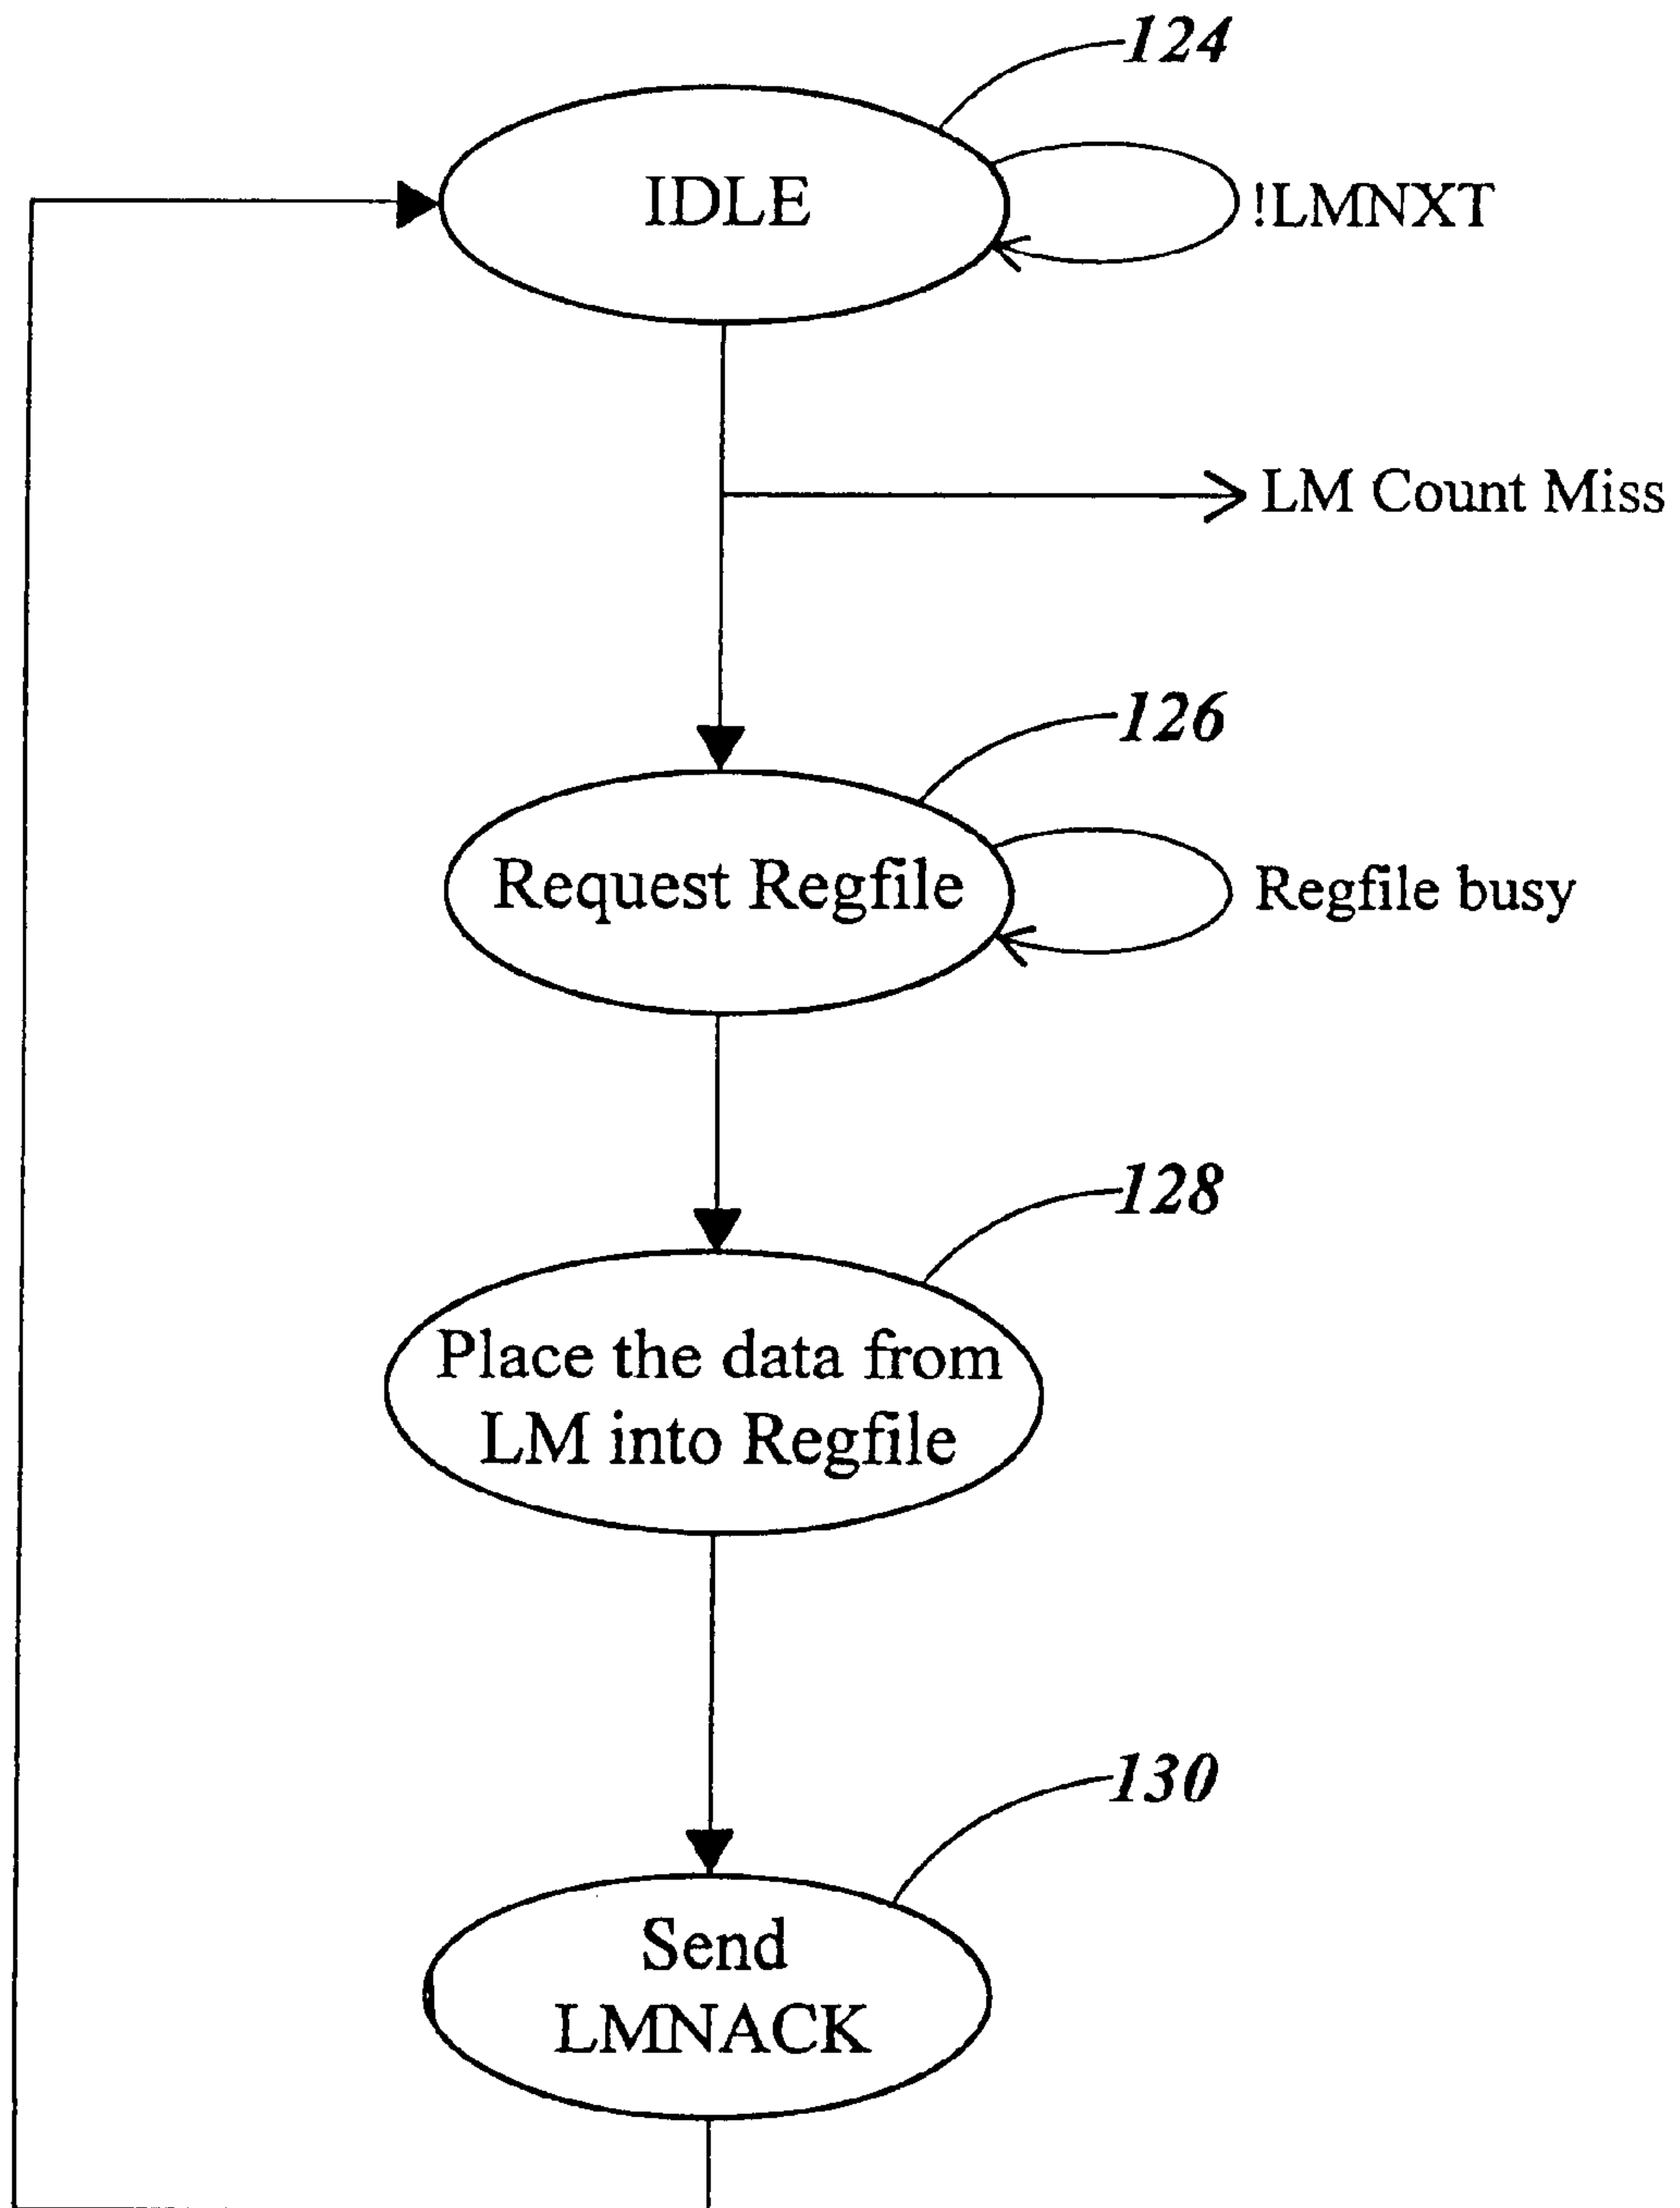 124
IDLE
!LMNXT
LM Count Miss
126
Request Regfile
Regfile busy
128
Place the data from
LM into Regfile
130
Send
LMNACK